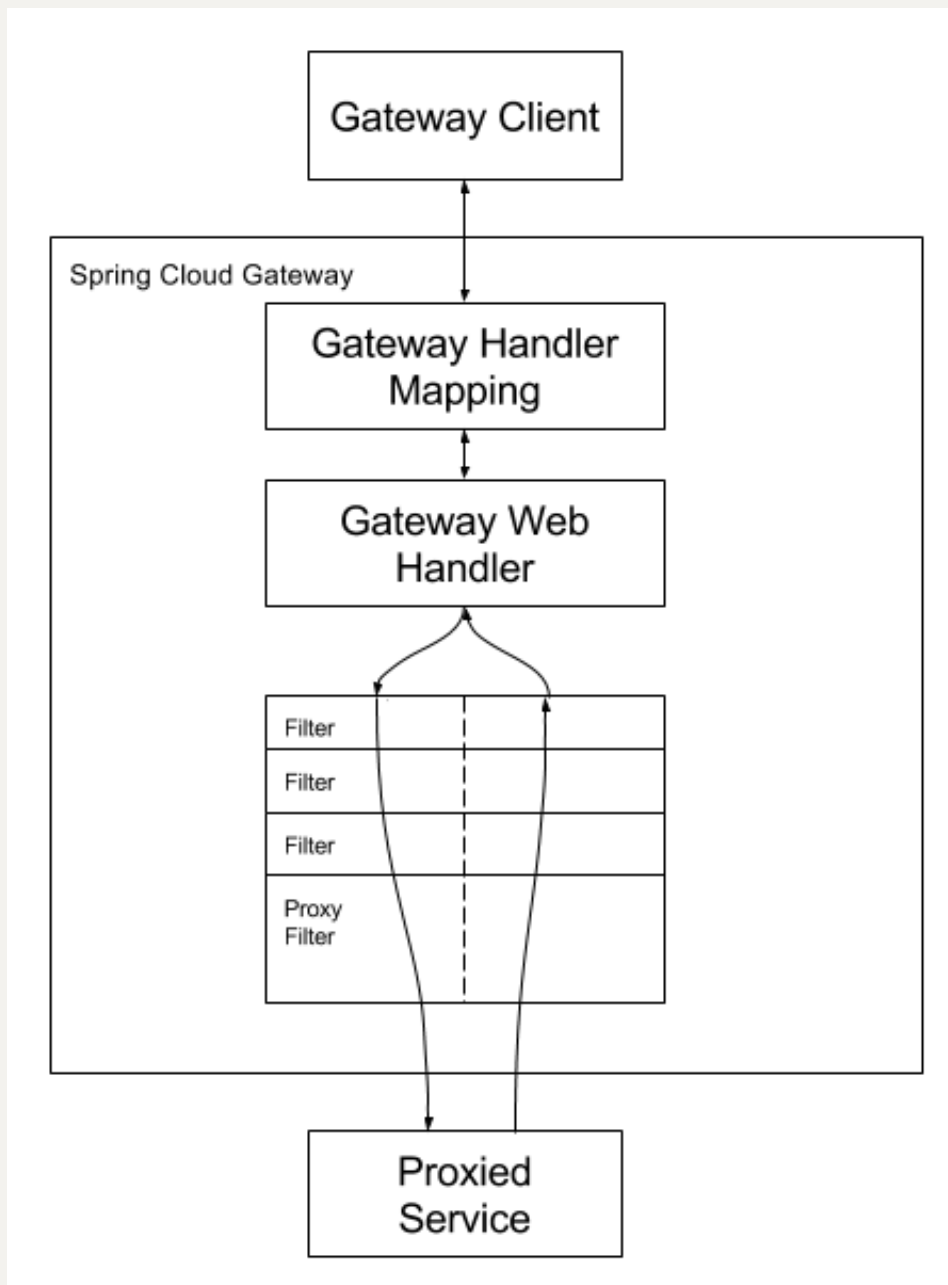 Gateway Client
Spring Cloud Gateway
Gateway Handler
Mapping
Gateway Web
Handler
Filter
Filter
Filter
Proxy
Filter
Proxied
Service